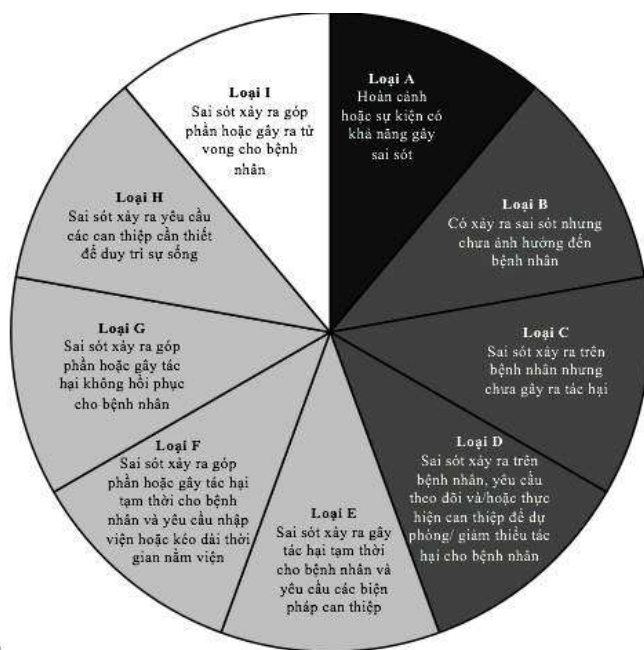 Loại A
Hoàn cảnh
hoặc sự kiện có
khả năng gây
sai sót
Loại B
Có xảy ra sai sót nhưng
chưa ảnh hưởng đến
bệnh nhân
Loại C
Sai sót xảy ra trên
bệnh nhân nhưng
chưa gây ra tác hại
Loại D
Sai sót xảy ra trên
bệnh nhân, yêu cầu
theo dõi và/hoặc thực
hiện can thiệp để dự
phòng/ giảm thiểu tác
hại cho bệnh nhân
Loại E
Sai sót xảy ra gây
tác hại tạm thời
cho bệnh nhân và
yêu cầu các biện
pháp can thiệp
Loại F
Sai sót xảy ra góp
phần hoặc gây tác hại
tạm thời cho bệnh
nhân và yêu cầu nhập
viện hoặc kéo dài thời
gian nằm viện
Loại G
Sai sót xảy ra góp
phần hoặc gây tác
hại không hồi phục
cho bệnh nhân
Loại H
Sai sót xảy ra yêu cầu
các can thiệp cần thiết
để duy trì sự sống
Loại I
Sai sót xảy ra góp
phần hoặc gây ra tử
vong cho bệnh
nhân